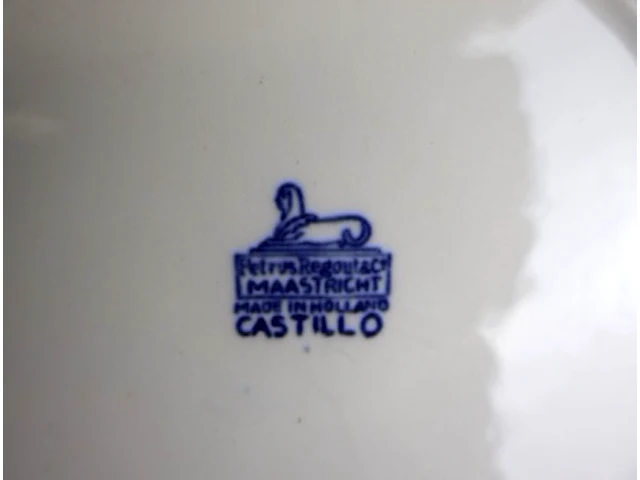 Petrus Regout & Co
MAASTRICHT
MADE IN HOLLAND
CASTILLO